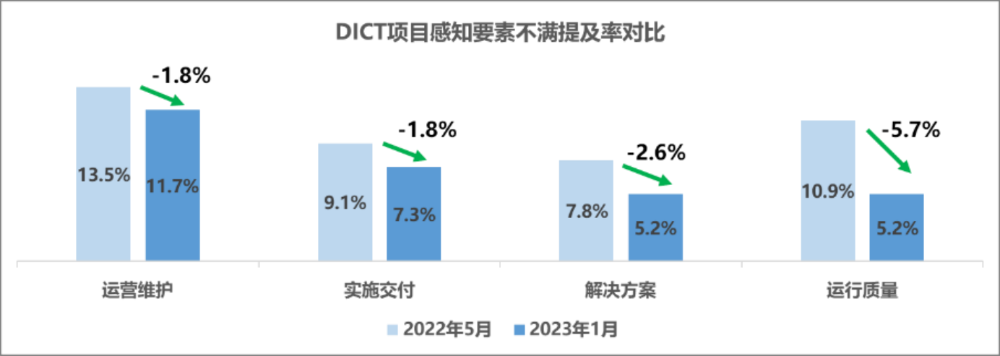 DICT项目感知要素不满提及率对比
-1.8%
-1.8%
-2.6%
-5.7%
13.5%
11.7%
9.1%
7.3%
7.8%
5.2%
10.9%
5.2%
运营维护
实施交付
解决方案
运行质量
2022年5月
2023年1月